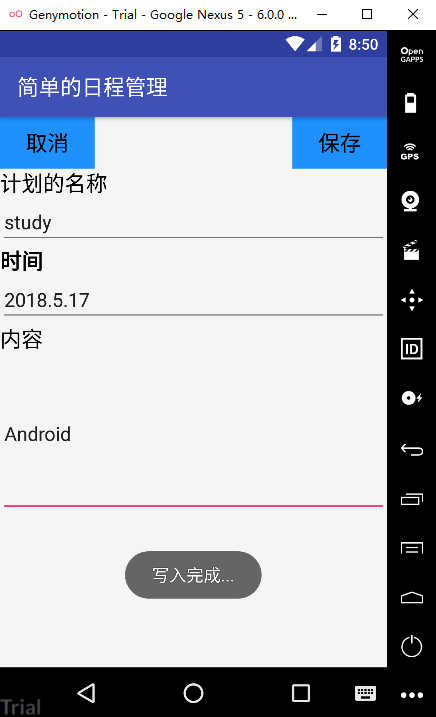 Genymotion - Trial - Google Nexus 5 - 6.0.0 ...
Open
GAPPS
8:50
简单的日程管理
取消
保存
GPS
计划的名称
study
时间
2018.5.17
ID
内容
Android
写入完成...
Trial